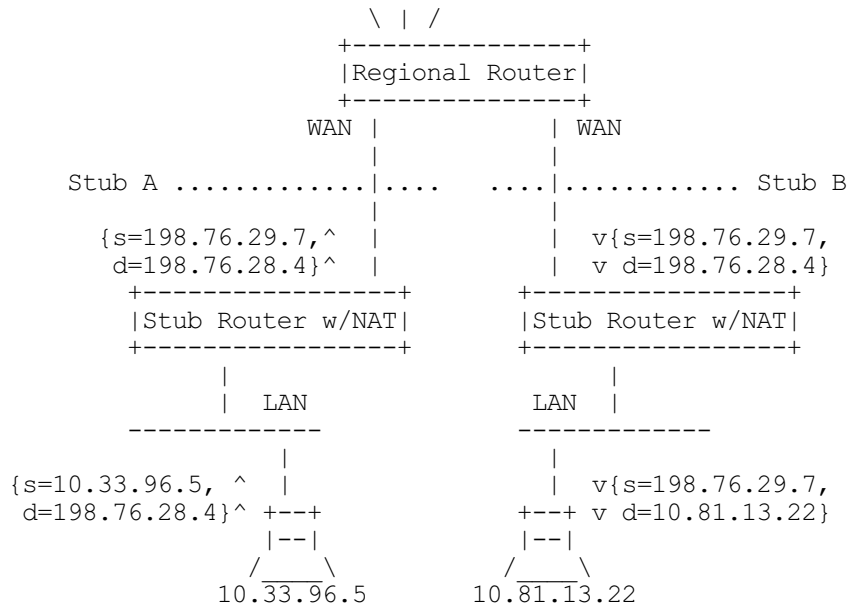 \ | /
+---------------+
|Regional Router|
+---------------+
WAN | | WAN
| |
Stub A .............|.... ....|............ Stub B
| |
{s=198.76.29.7,^ | | v{s=198.76.29.7,
d=198.76.28.4}^ | | v d=198.76.28.4}
+-----------------+ +-----------------+
|Stub Router w/NAT| |Stub Router w/NAT|
+-----------------+ +-----------------+
| |
| LAN LAN |
------------- -------------
| |
{s=10.33.96.5, ^ | | v{s=198.76.29.7,
d=198.76.28.4}^ +--+ +--+ v d=10.81.13.22}
|--| |--|
/____\ /____\
10.33.96.5 10.81.13.22